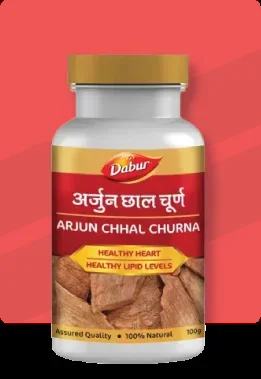 Dabur
अर्जुन छाल चूर्ण
ARJUN CHHAL CHURNA
HEALTHY HEART
HEALTHY LIPID LEVELS
Assured Quality • 100% Natural 100g